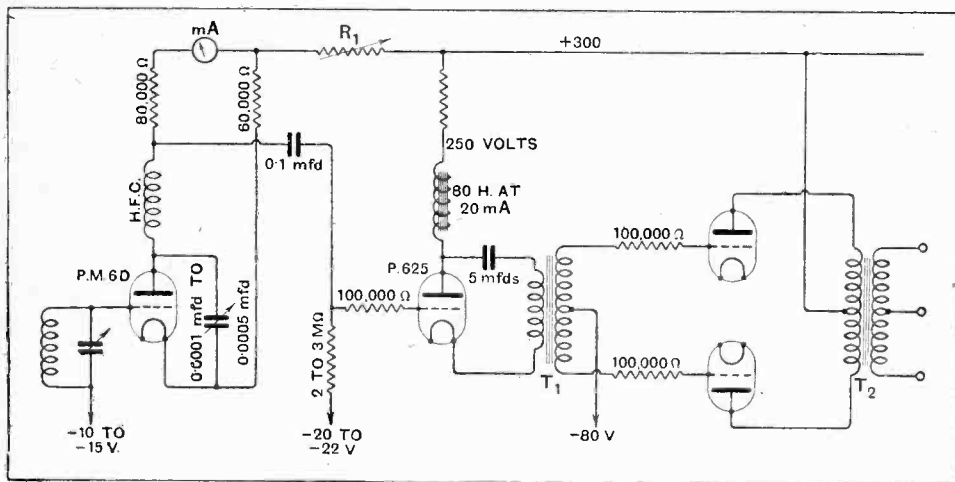 mA
R1
+300
80,000 Ω
60,000 Ω
0·1 mfd
250 VOLTS
80 H. AT
20 mA
H.F.C.
P.M.6D
0.0001 mfd TO
0.0005 mfd
2 TO 3 MΩ
100,000 Ω
P.625
5 mfds
100,000 Ω
100,000 Ω
T1
T2
-10 TO
-15 V.
-20 TO
-22 V
-80 V